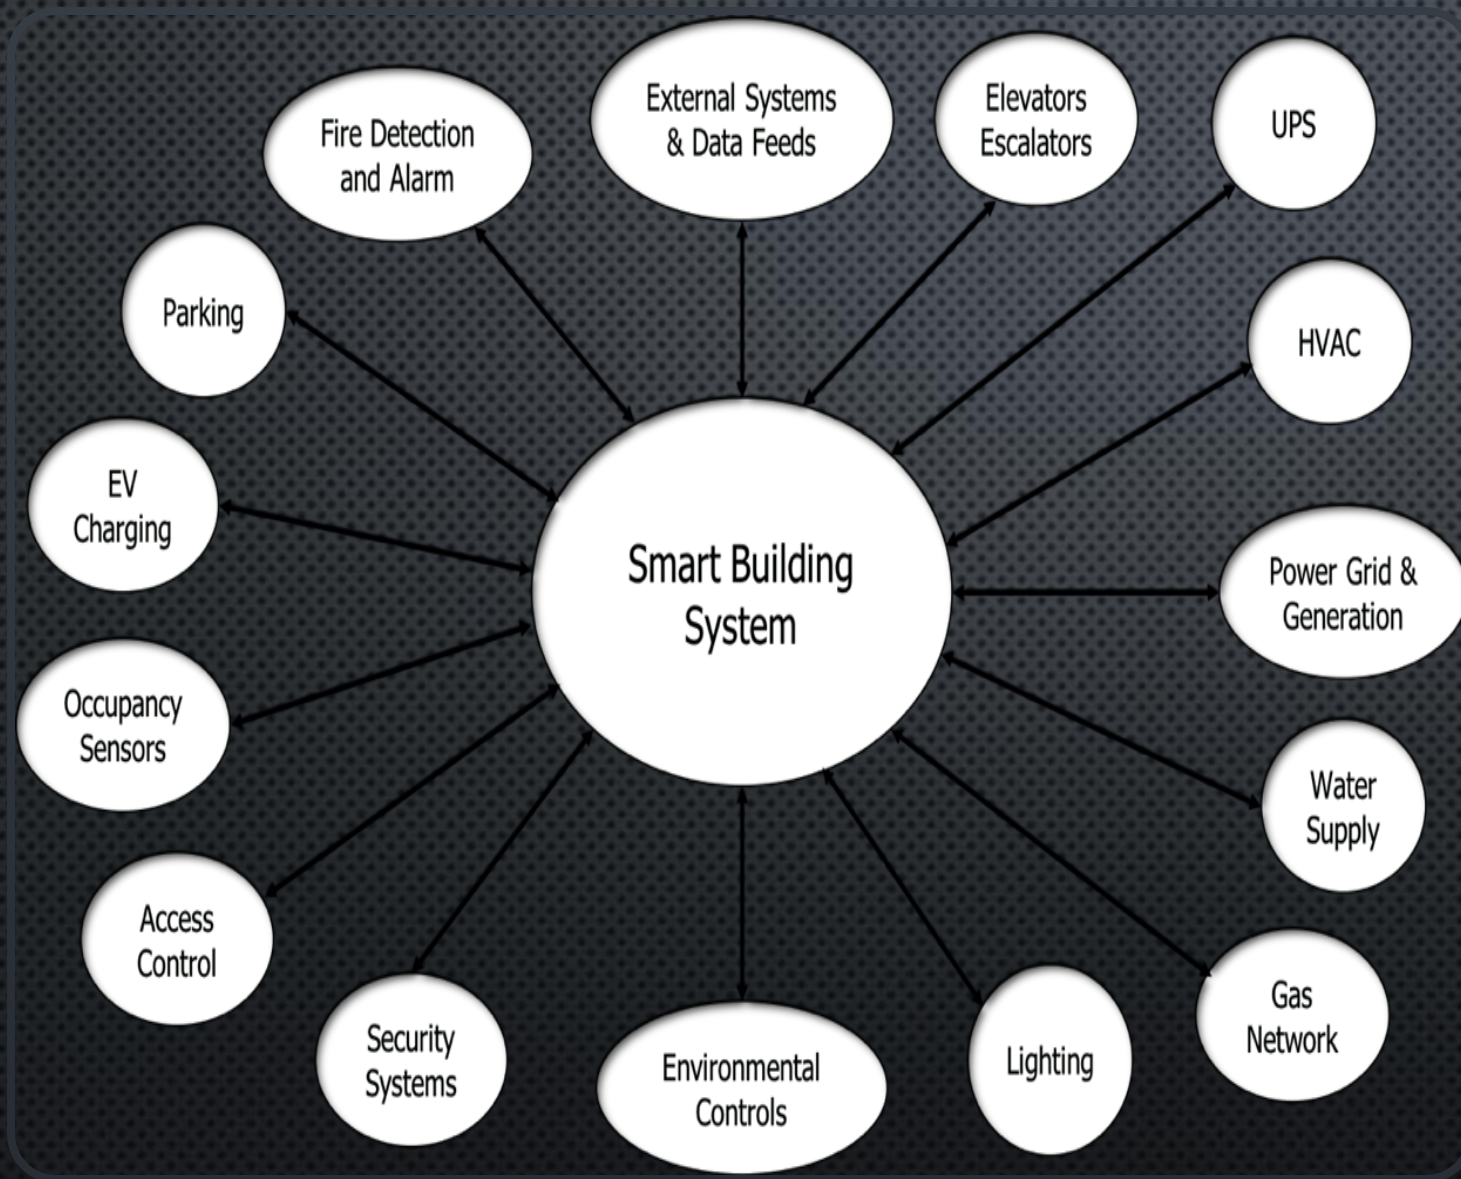 External Systems
& Data Feeds
Elevators
Escalators
UPS
Fire Detection
and Alarm
Parking
HVAC
EV
Charging
Smart Building
System
Power Grid &
Generation
Occupancy
Sensors
Water
Supply
Access
Control
Gas
Network
Security
Systems
Environmental
Controls
Lighting